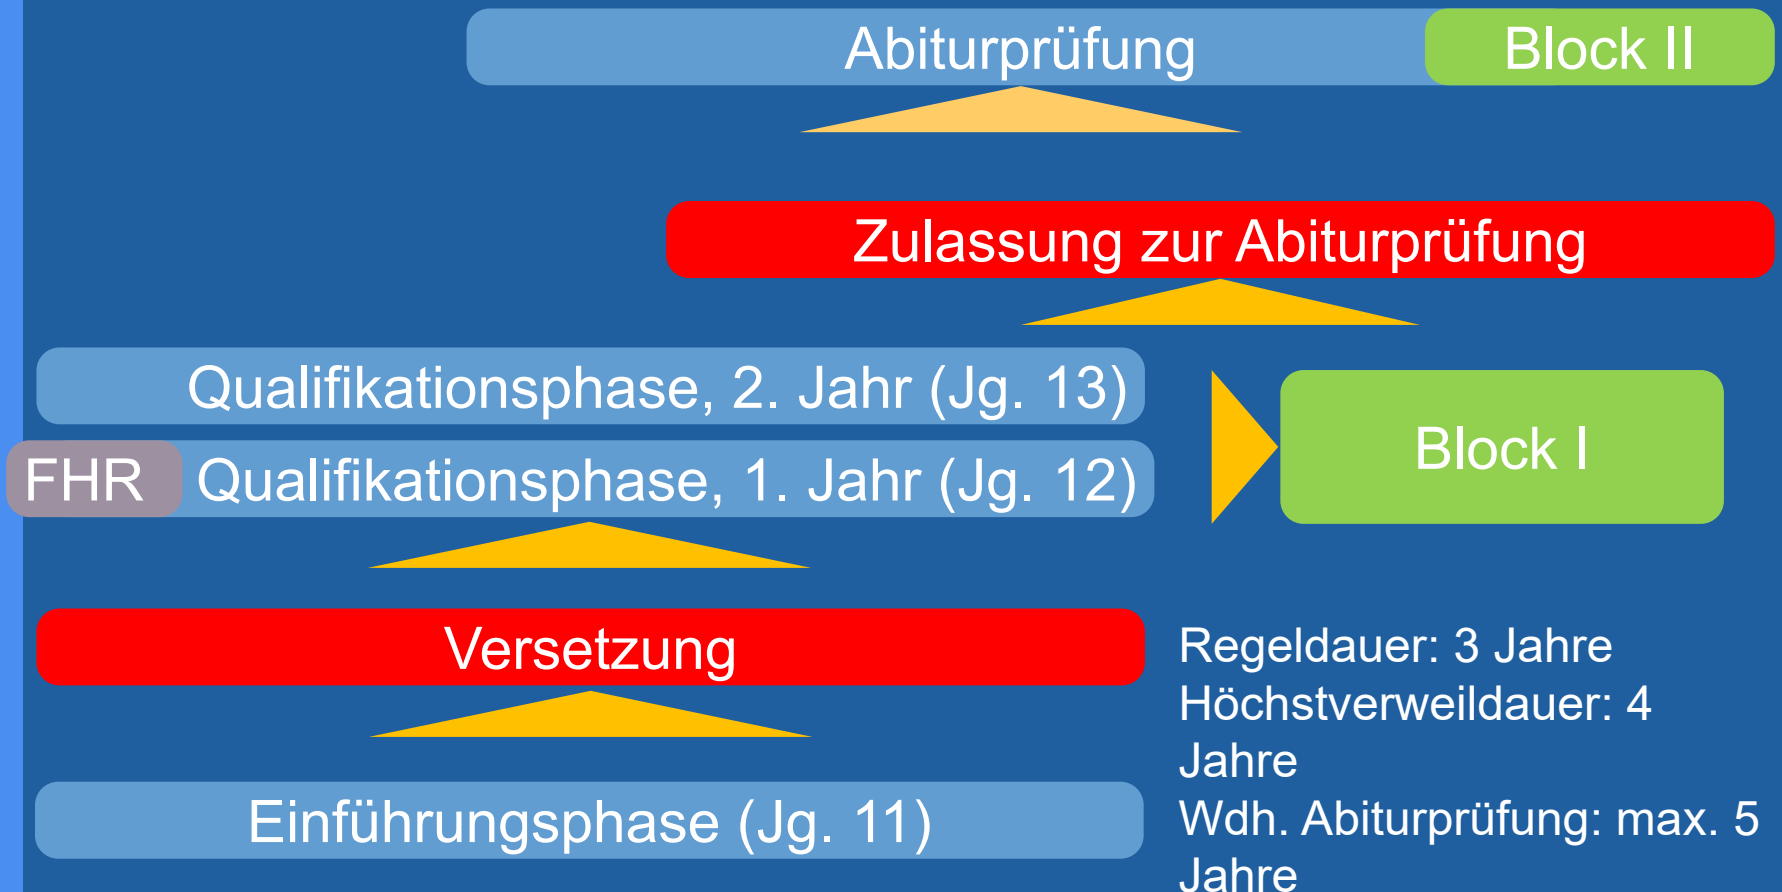 Abiturprüfung
Block II
Zulassung zur Abiturprüfung
Qualifikationsphase, 2. Jahr (Jg. 13)
FHR
Qualifikationsphase, 1. Jahr (Jg. 12)
Block I
Versetzung
Einführungsphase (Jg. 11)
Regeldauer: 3 Jahre
Höchstverweildauer: 4
Jahre
Wdh. Abiturprüfung: max. 5
Jahre